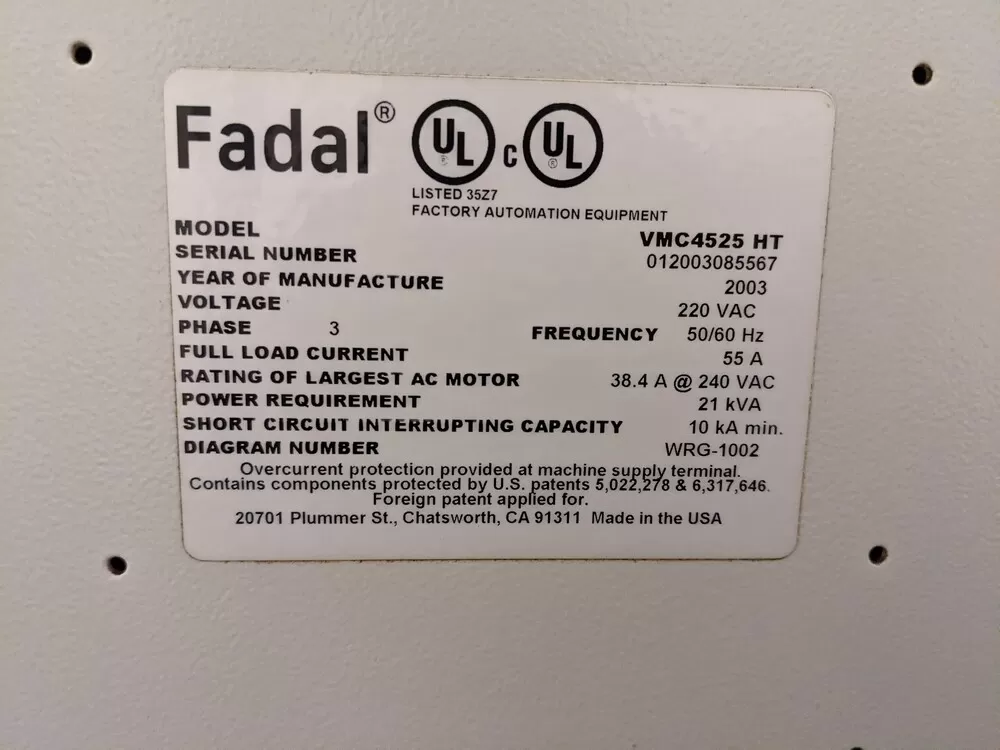 Fadal®
UL ® C UL ®
LISTED 35Z7
FACTORY AUTOMATION EQUIPMENT
MODEL VMC4525 HT
SERIAL NUMBER 012003085567
YEAR OF MANUFACTURE 2003
VOLTAGE 220 VAC
PHASE 3 FREQUENCY 50/60 Hz
FULL LOAD CURRENT 55 A
RATING OF LARGEST AC MOTOR 38.4 A @ 240 VAC
POWER REQUIREMENT 21 kVA
SHORT CIRCUIT INTERRUPTING CAPACITY 10 kA min.
DIAGRAM NUMBER WRG-1002
Overcurrent protection provided at machine supply terminal.
Contains components protected by U.S. patents 5,022,278 & 6,317,646.
Foreign patent applied for.
20701 Plummer St., Chatsworth, CA 91311 Made in the USA